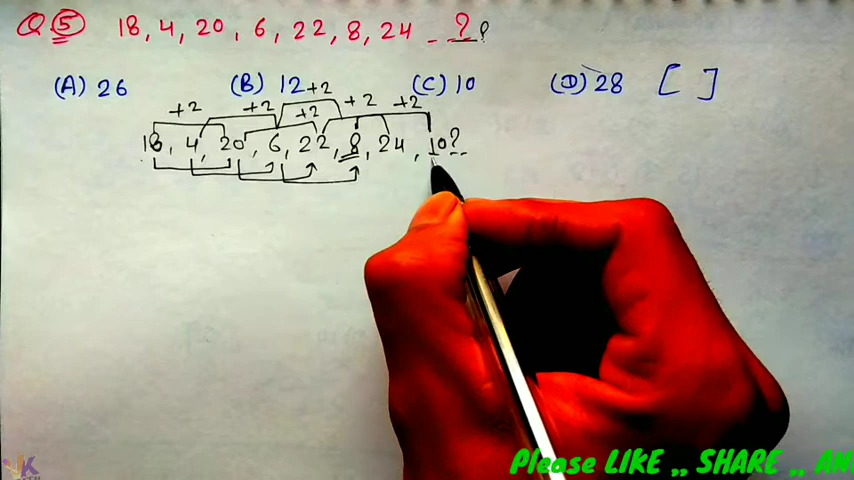 Q. 5 18, 4, 20, 6, 22, 8, 24 - ? ?
(A) 26 (B) 12 (C) 10 (D) 28 [ ]
+2 +2 +2 +2 +2 +2
18, 4, 20, 6, 22, 8, 24, 10?
Please LIKE ,, SHARE ,, AN